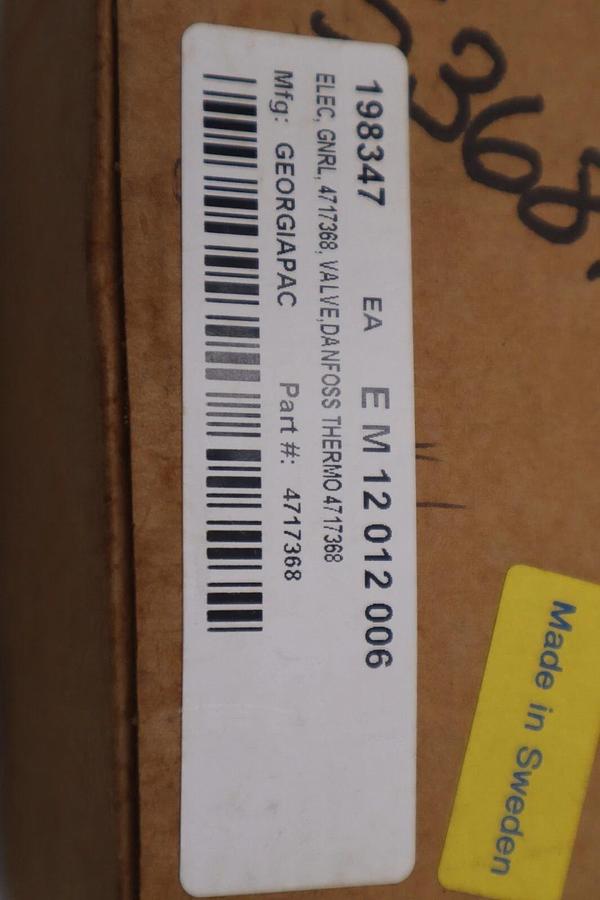 198347 EA E M 12 012 006
ELEC, GNRL, 4717368, VALVE,DANFOSS THERMO 4717368
Mfg: GEORGIAPAC Part #: 4717368
Made in Sweden